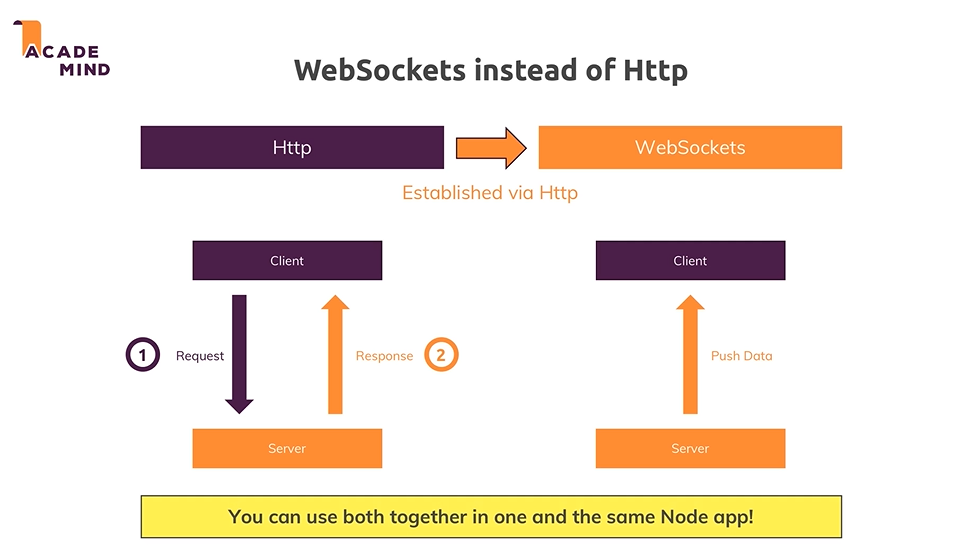 ACADE
MIND
WebSockets instead of Http
Http
WebSockets
Established via Http
Client
Client
1
Request
Response
2
Push Data
Server
Server
You can use both together in one and the same Node app!